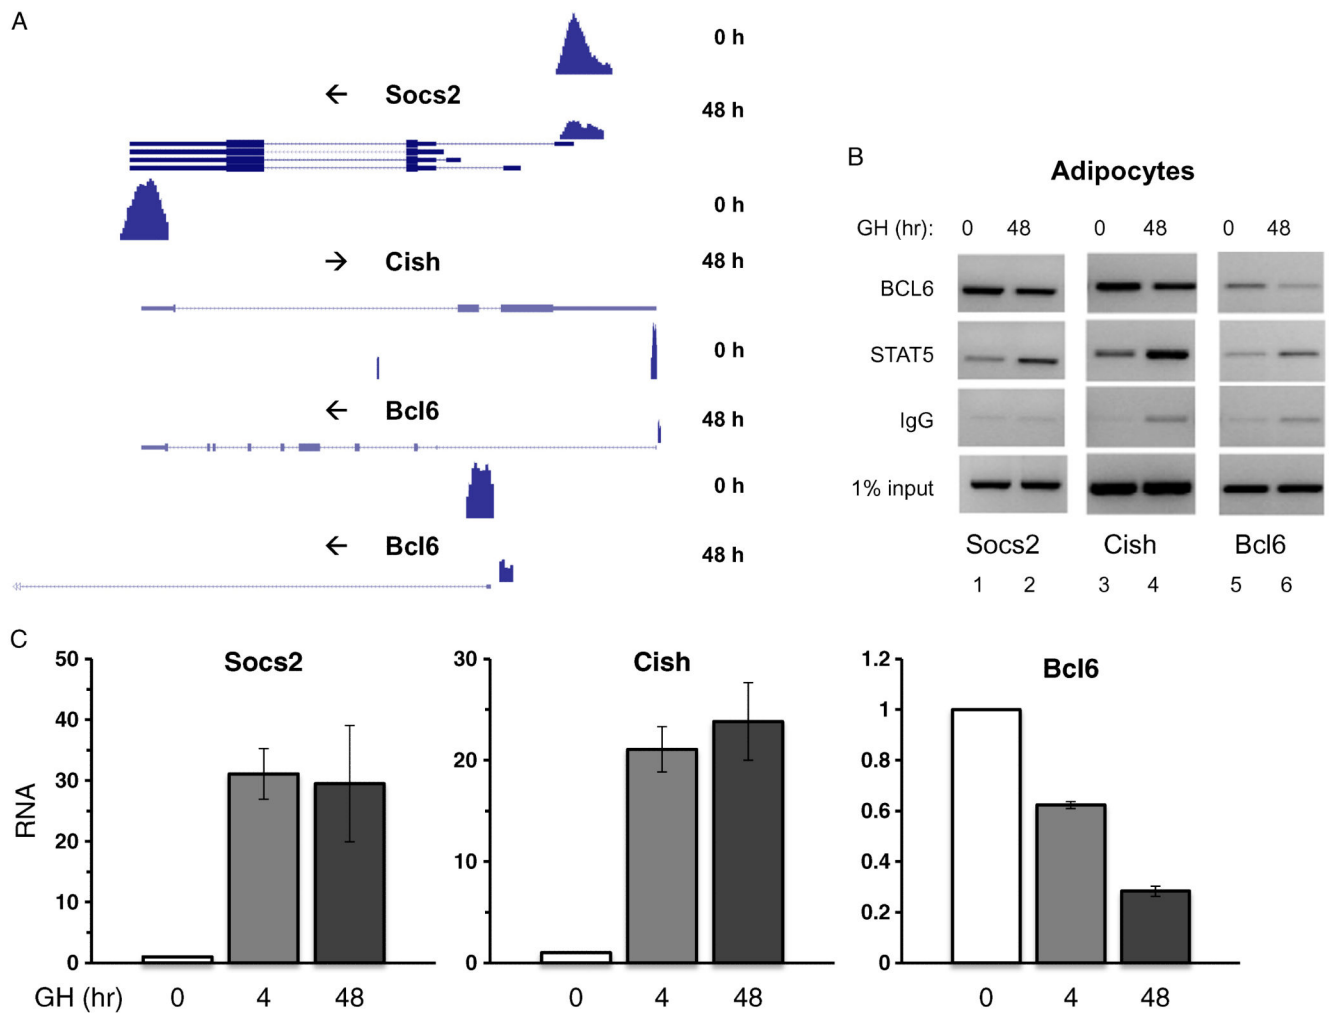 A
0 h
← Socs2
48 h
0 h
→ Cish
48 h
0 h
← Bcl6
48 h
0 h
← Bcl6
48 h
B
Adipocytes
GH (hr): 0 48 0 48 0 48
BCL6
STAT5
IgG
1% input
Socs2 Cish Bcl6
1 2 3 4 5 6
C
Socs2
RNA
50
40
30
20
10
0
GH (hr) 0 4 48
Cish
30
20
10
0
0 4 48
Bcl6
1.2
1
0.8
0.6
0.4
0.2
0
0 4 48